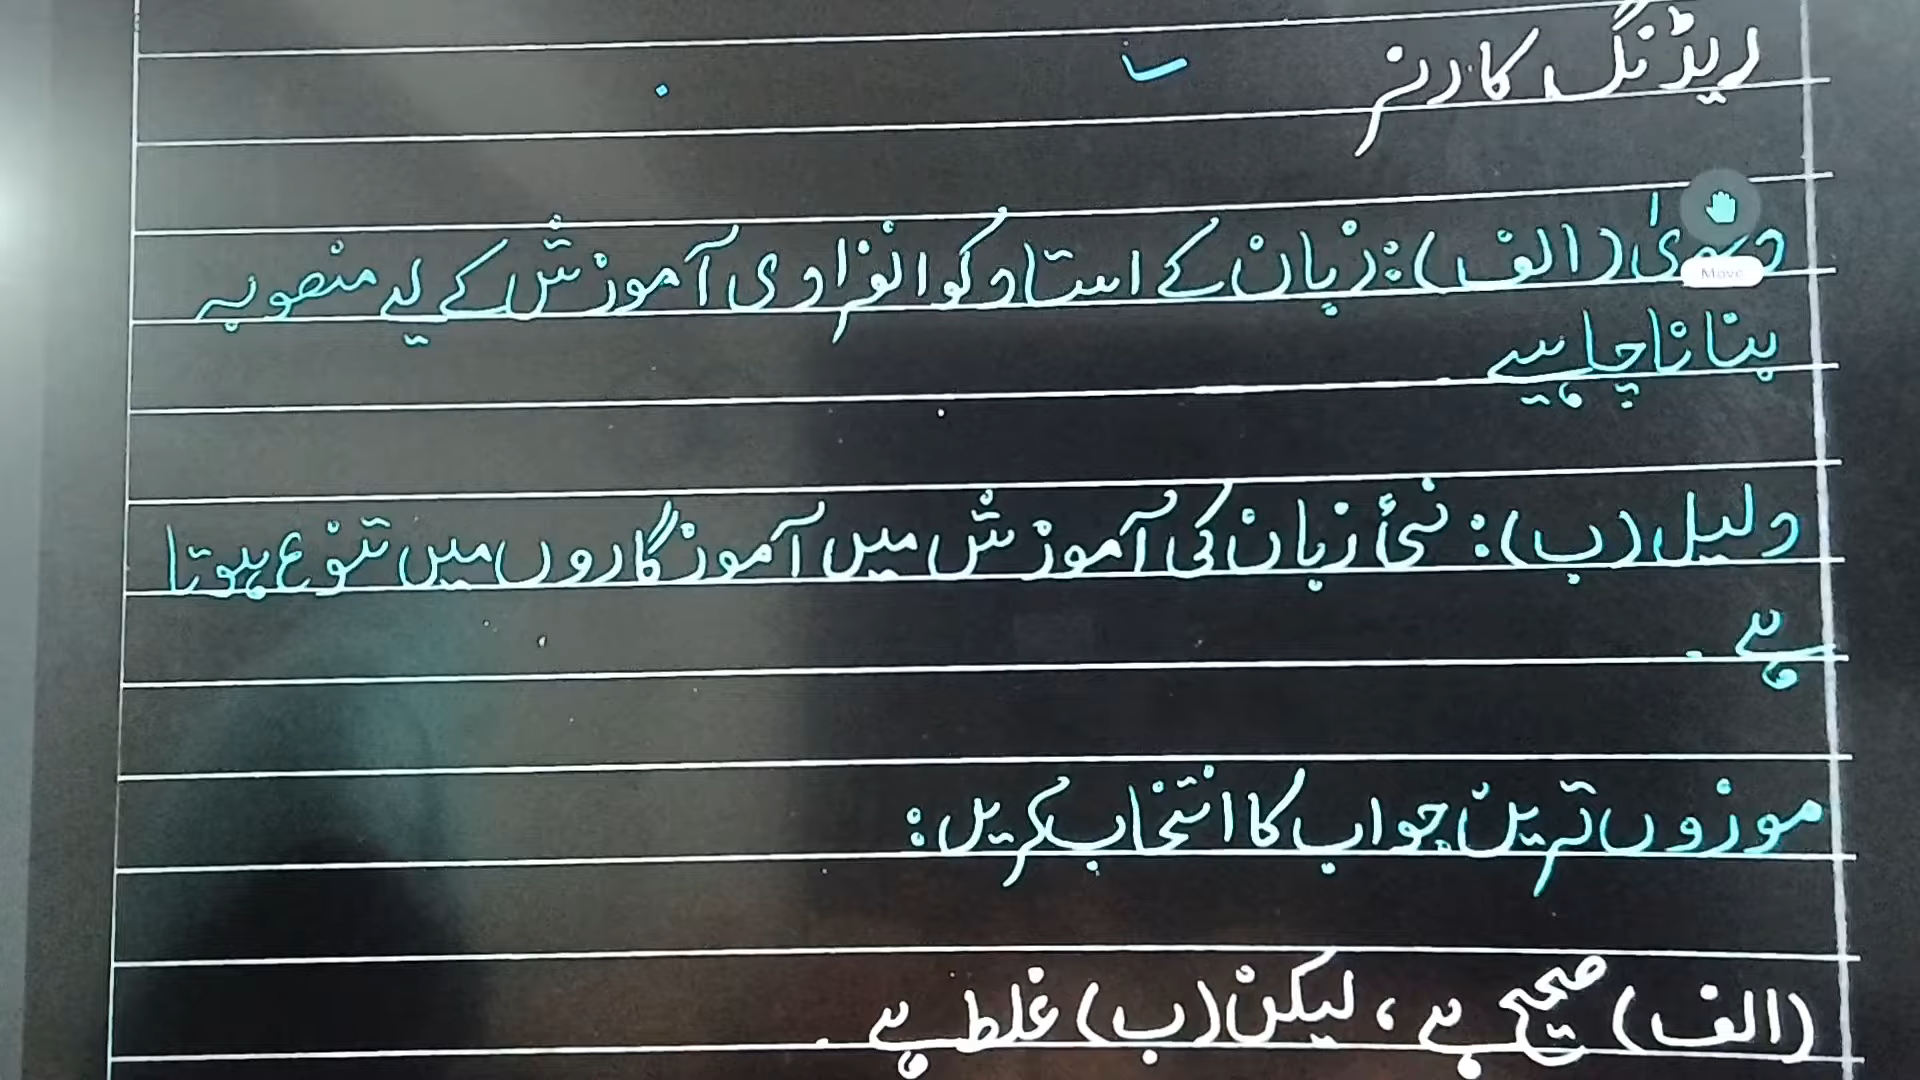 ریڈنگ کارنر
دعویٰ (الف): زبان کے استاد کو انفرادی آموزش کے لیے منصوبہ
Move
بنانا چاہیے
دلیل (ب): نئی زبان کی آموزش میں آموزگاروں میں تنوع ہوتا
ہے ۔
موزوں ترین جواب کا انتخاب کریں:
(الف) صحیح ہے، لیکن (ب) غلط ہے ۔